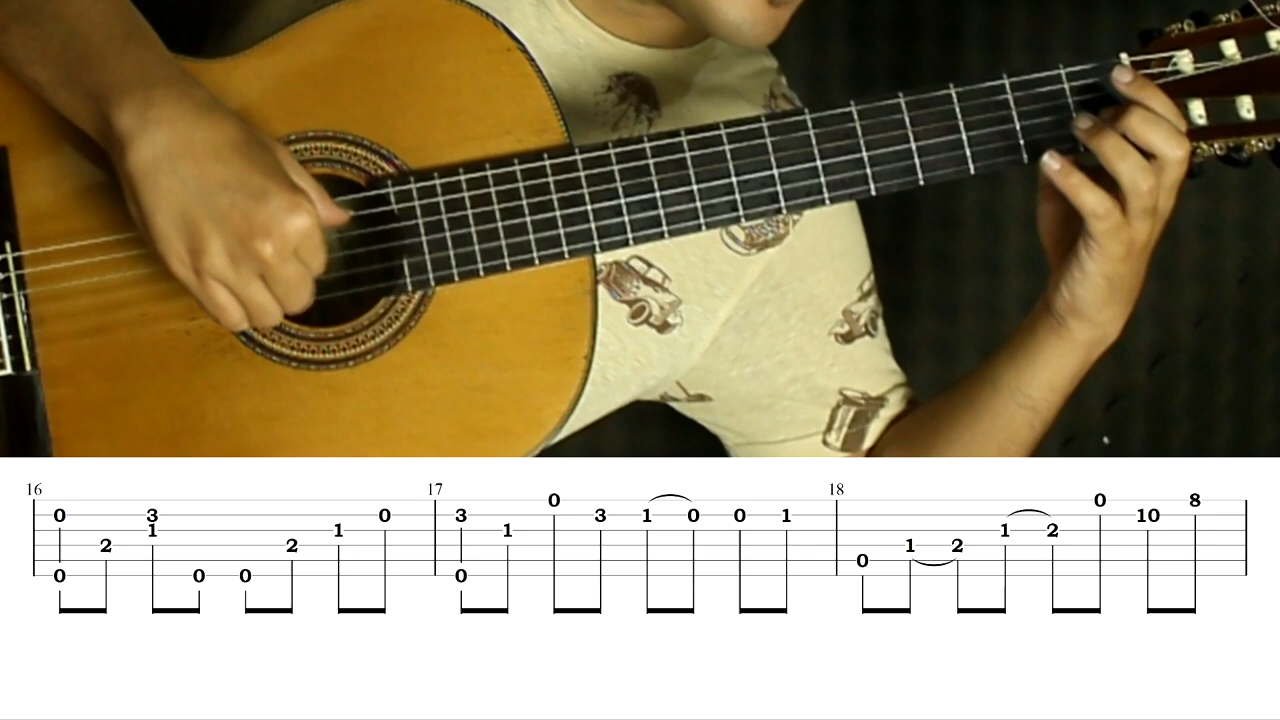 16 17 18
0 0 8
0 3 0 3 3 1 0 0 1 10
1 1 1 1 2
2 2 1 2
0
0 0 0 0